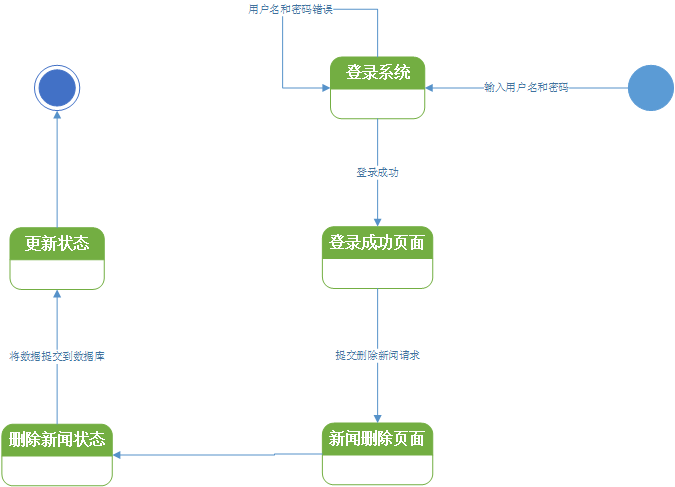 用户名和密码错误
登录系统
输入用户名和密码
登录成功
更新状态
登录成功页面
将数据提交到数据库
提交删除新闻请求
删除新闻状态
新闻删除页面